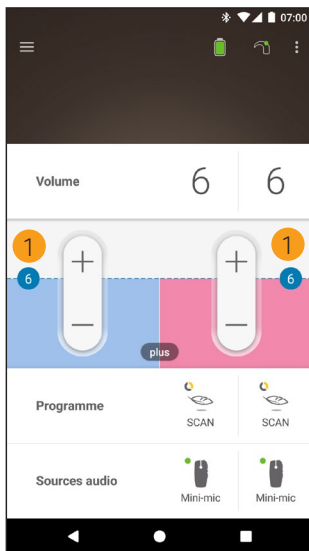 07:00
Volume 6 6
1 1
6 6
+ +
− −
plus
Programme SCAN SCAN
Sources audio Mini-mic Mini-mic